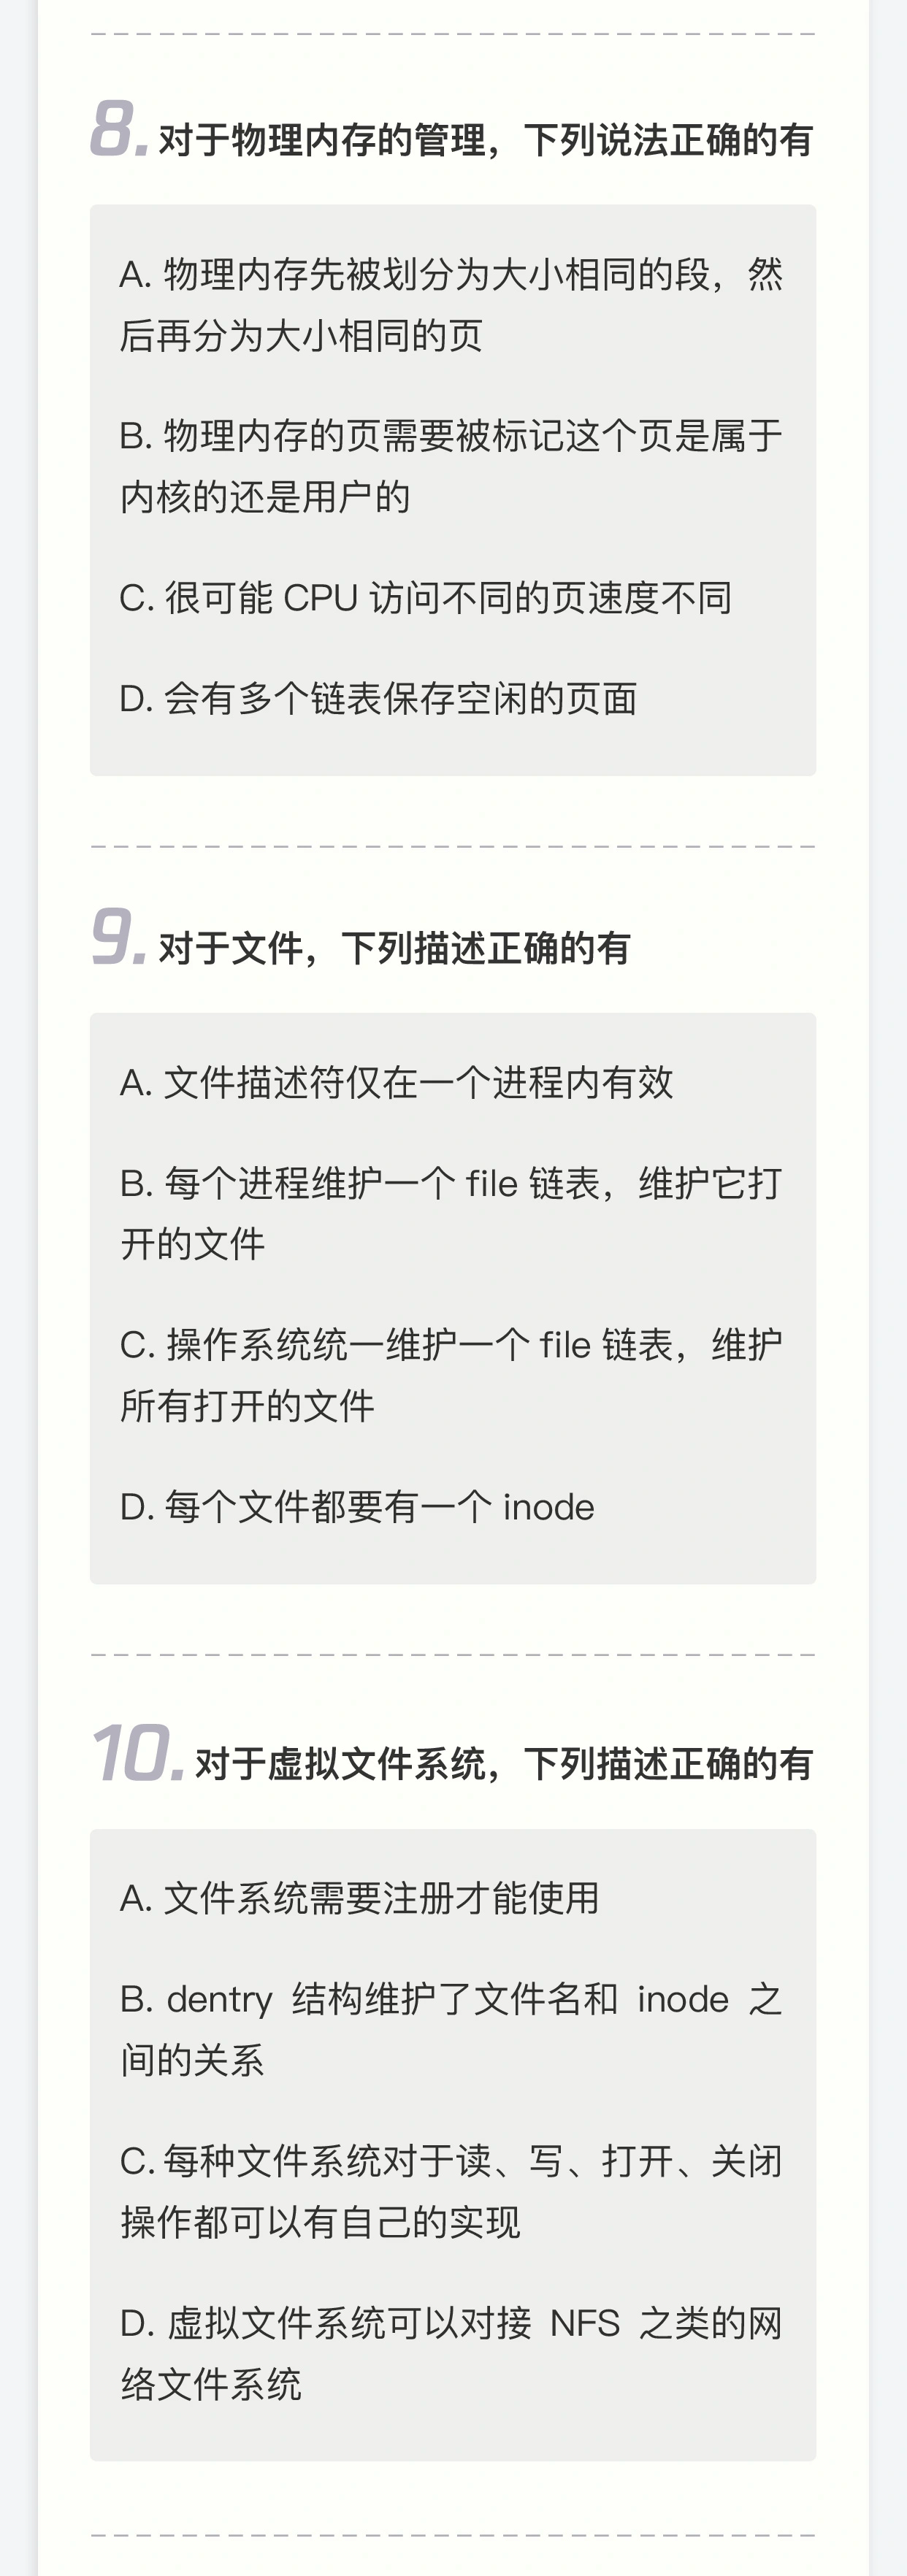 8. 对于物理内存的管理，下列说法正确的有
A. 物理内存先被划分为大小相同的段，然
后再分为大小相同的页
B. 物理内存的页需要被标记这个页是属于
内核的还是用户的
C. 很可能 CPU 访问不同的页速度不同
D. 会有多个链表保存空闲的页面
9. 对于文件，下列描述正确的有
A. 文件描述符仅在一个进程内有效
B. 每个进程维护一个 file 链表，维护它打
开的文件
C. 操作系统统一维护一个 file 链表，维护
所有打开的文件
D. 每个文件都要有一个 inode
10. 对于虚拟文件系统，下列描述正确的有
A. 文件系统需要注册才能使用
B. dentry 结构维护了文件名和 inode 之
间的关系
C. 每种文件系统对于读、写、打开、关闭
操作都可以有自己的实现
D. 虚拟文件系统可以对接 NFS 之类的网
络文件系统